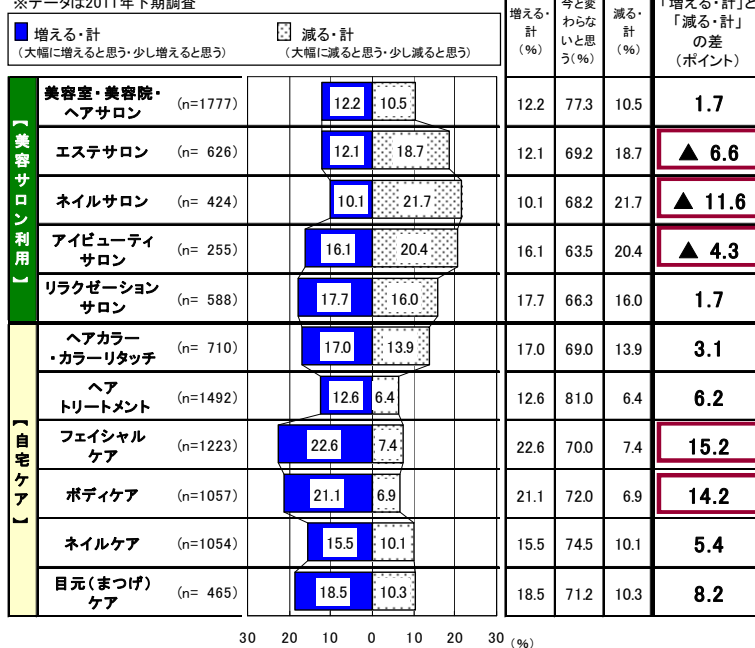 ※データは2011年下期調査
増える・計
(大幅に増えると思う・少し増えると思う)
減る・計
(大幅に減ると思う・少し減ると思う)
増える・
計
(%)
今と変
わらな
いと思
う(%)
減る・
計
(%)
「増える・計」と
「減る・計」
の差
(ポイント)
【美容サロン利用】
美容室・美容院・
ヘアサロン
(n=1777)
12.2
10.5
12.2
77.3
10.5
1.7
エステサロン
(n= 626)
12.1
18.7
12.1
69.2
18.7
▲ 6.6
ネイルサロン
(n= 424)
10.1
21.7
10.1
68.2
21.7
▲ 11.6
アイビューティ
サロン
(n= 255)
16.1
20.4
16.1
63.5
20.4
▲ 4.3
リラクゼーション
サロン
(n= 588)
17.7
16.0
17.7
66.3
16.0
1.7
【自宅ケア】
ヘアカラー
・カラーリタッチ
(n= 710)
17.0
13.9
17.0
69.0
13.9
3.1
ヘア
トリートメント
(n=1492)
12.6
6.4
12.6
81.0
6.4
6.2
フェイシャル
ケア
(n=1223)
22.6
7.4
22.6
70.0
7.4
15.2
ボディケア
(n=1057)
21.1
6.9
21.1
72.0
6.9
14.2
ネイルケア
(n=1054)
15.5
10.1
15.5
74.5
10.1
5.4
目元(まつげ)
ケア
(n= 465)
18.5
10.3
18.5
71.2
10.3
8.2
30 20 10 0 10 20 30 (%)